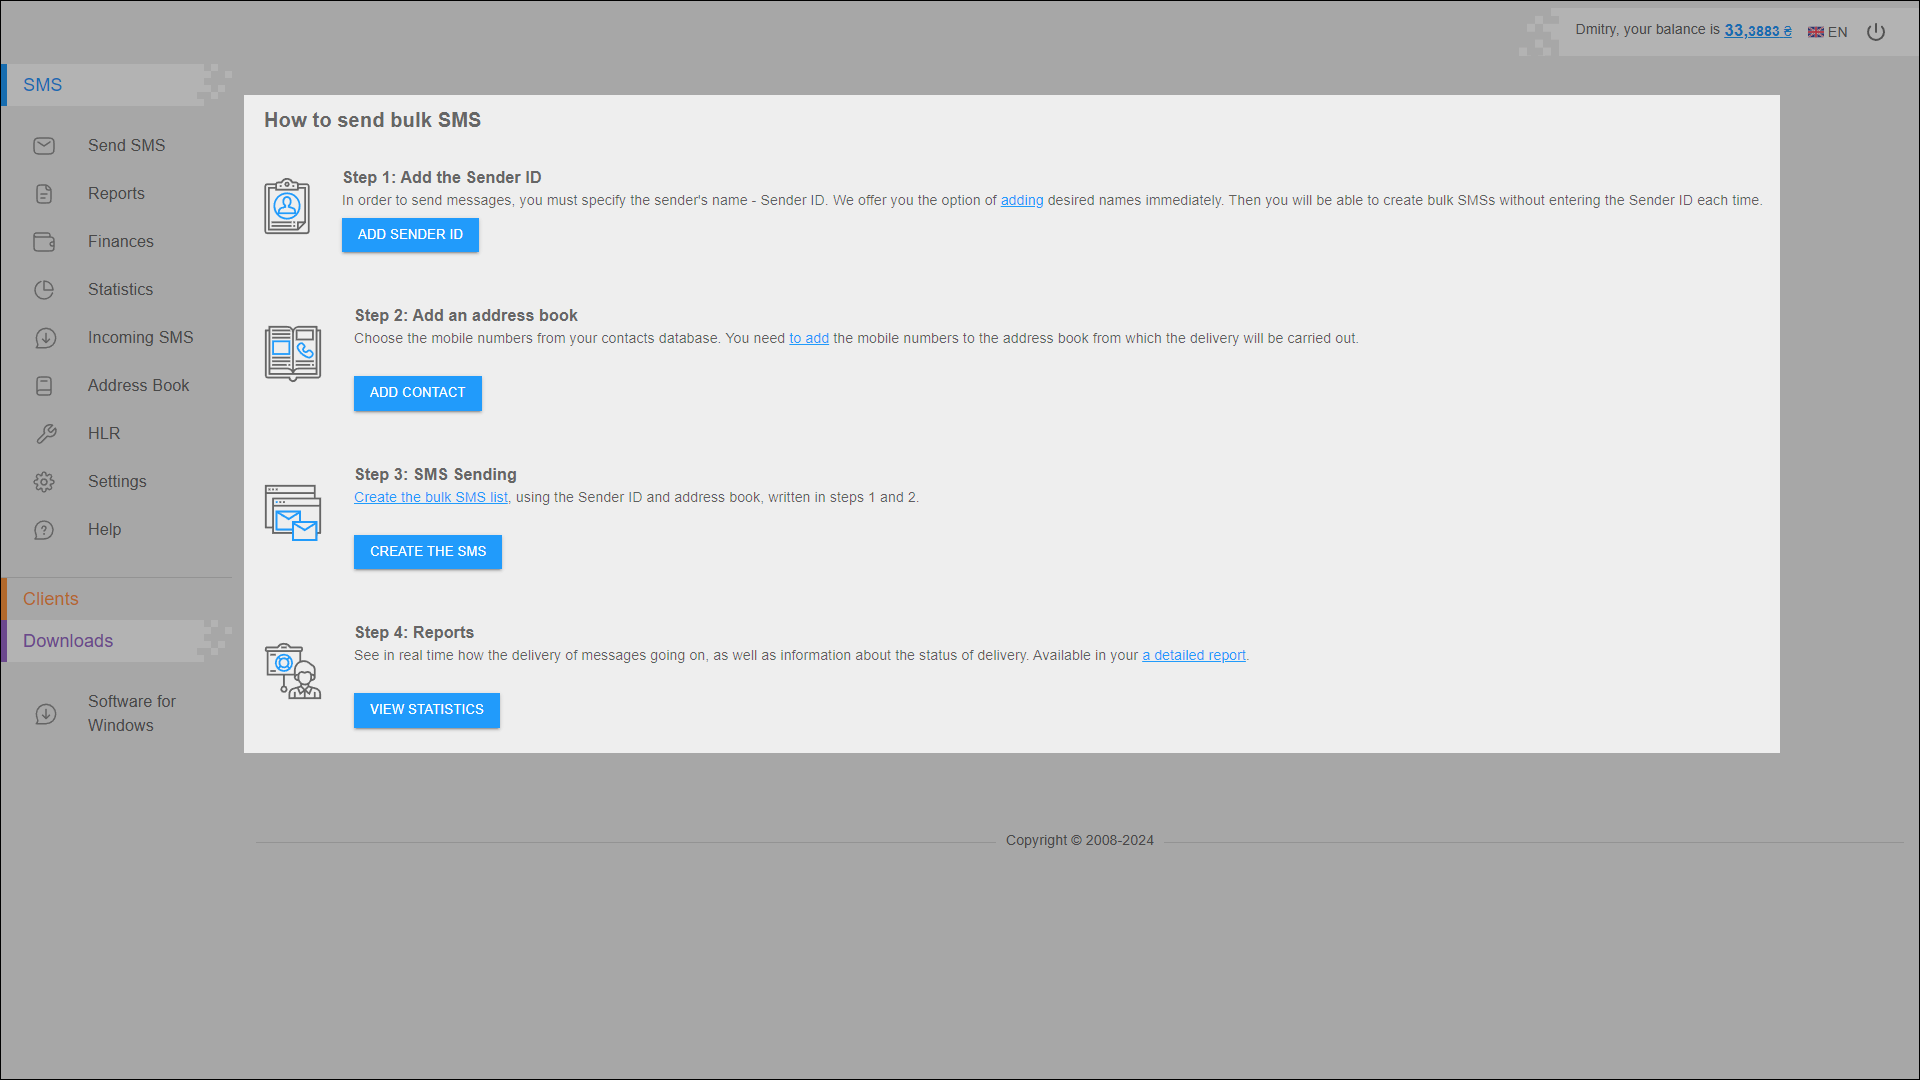 Dmitry, your balance is 33,3883 ₴ EN
SMS
Send SMS
Reports
Finances
Statistics
Incoming SMS
Address Book
HLR
Settings
Help
Clients
Downloads
Software for
Windows
How to send bulk SMS
Step 1: Add the Sender ID
In order to send messages, you must specify the sender's name - Sender ID. We offer you the option of adding desired names immediately. Then you will be able to create bulk SMSs without entering the Sender ID each time.
ADD SENDER ID
Step 2: Add an address book
Choose the mobile numbers from your contacts database. You need to add the mobile numbers to the address book from which the delivery will be carried out.
ADD CONTACT
Step 3: SMS Sending
Create the bulk SMS list, using the Sender ID and address book, written in steps 1 and 2.
CREATE THE SMS
Step 4: Reports
See in real time how the delivery of messages going on, as well as information about the status of delivery. Available in your a detailed report.
VIEW STATISTICS
Copyright © 2008-2024